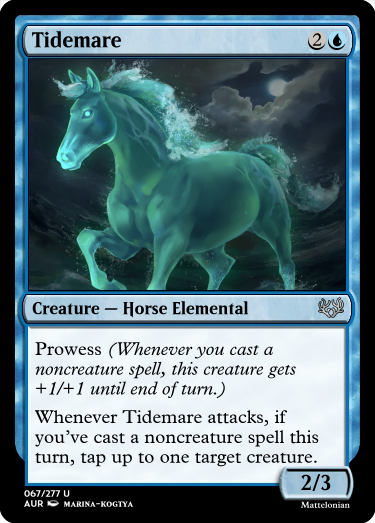 Tidemare 2
Creature — Horse Elemental
Prowess (Whenever you cast a
noncreature spell, this creature gets
+1/+1 until end of turn.)
Whenever Tidemare attacks, if
you've cast a noncreature spell this
turn, tap up to one target creature.
2/3
067/277 U
AUR MARINA-KOGTYA
Mattelonian